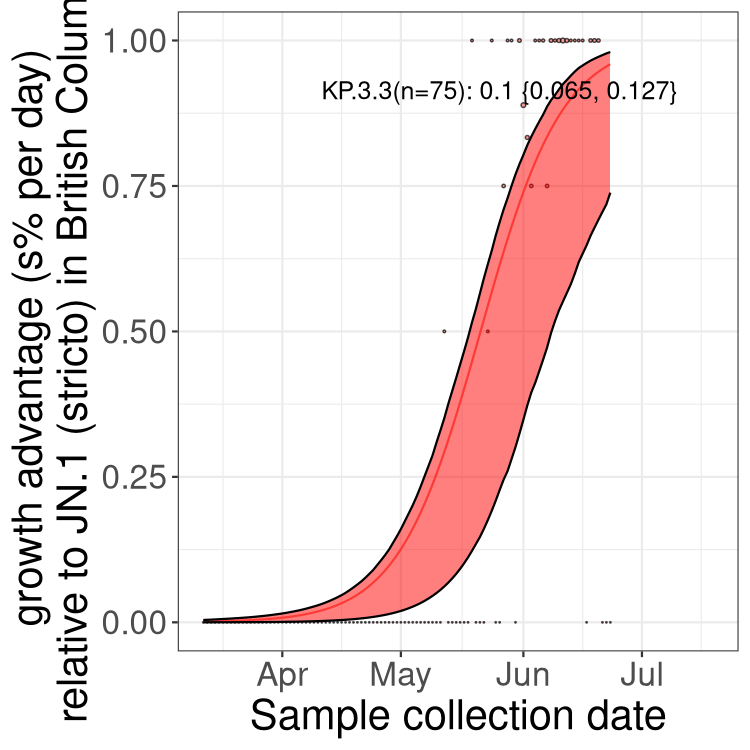 growth advantage (s% per day)
relative to JN.1 (stricto) in British Colum
1.00
0.75
0.50
0.25
0.00
KP.3.3(n=75): 0.1 {0.065, 0.127}
Apr May Jun Jul
Sample collection date